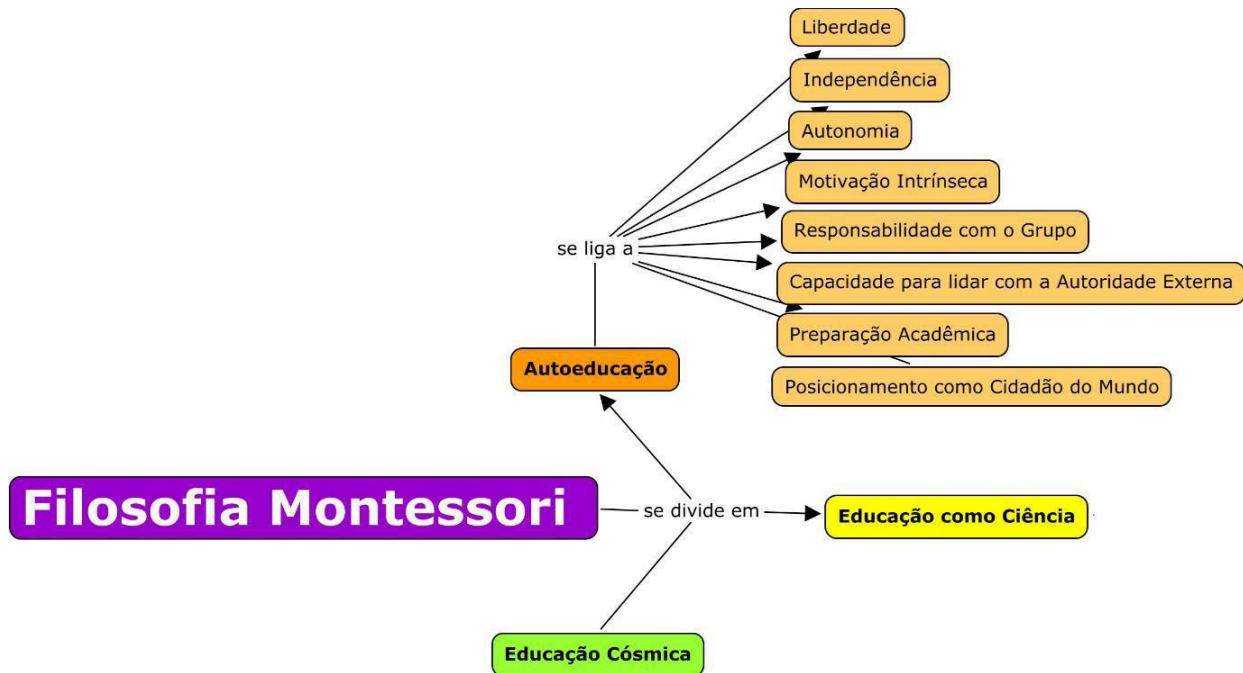 Liberdade
Independência
Autonomia
Motivação Intrínseca
se liga a
Responsabilidade com o Grupo
Capacidade para lidar com a Autoridade Externa
Preparação Acadêmica
Autoeducação
Posicionamento como Cidadão do Mundo
Filosofia Montessori
se divide em
Educação como Ciência
Educação Cósmica